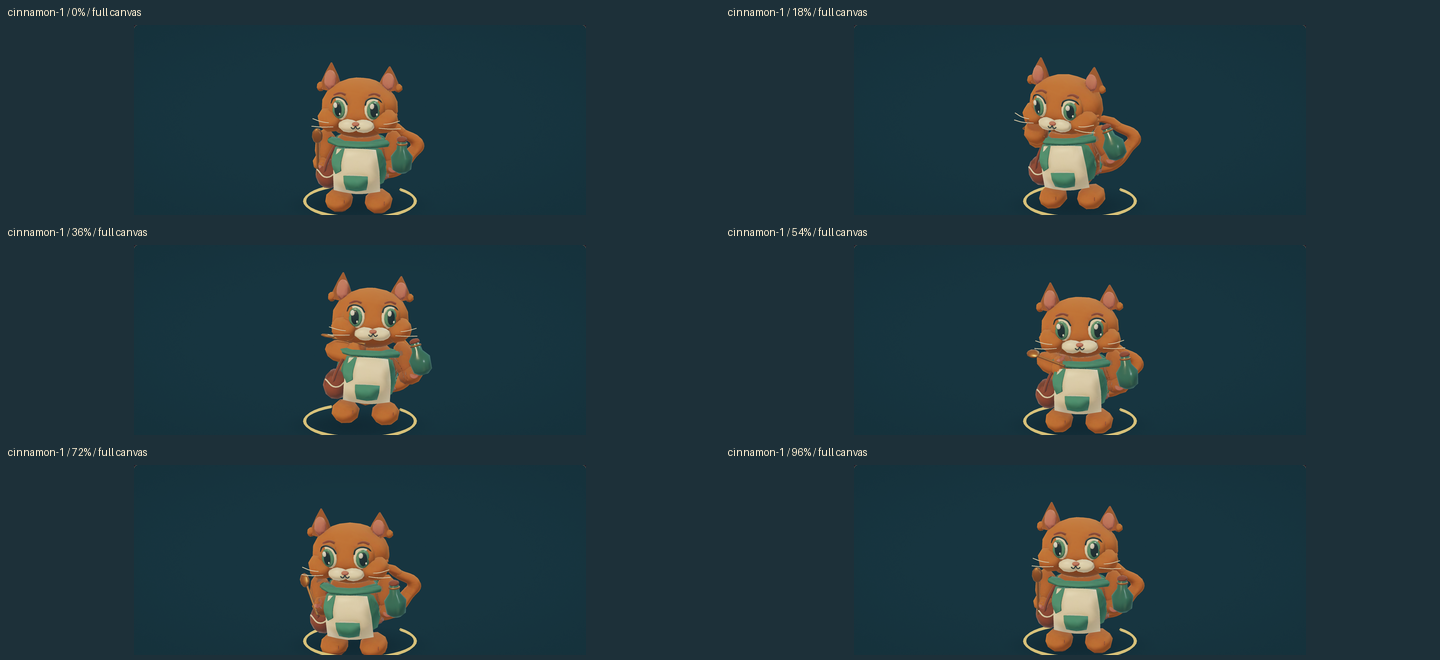 cinnamon-1 / 0% / full canvas
cinnamon-1 / 18% / full canvas
cinnamon-1 / 36% / full canvas
cinnamon-1 / 54% / full canvas
cinnamon-1 / 72% / full canvas
cinnamon-1 / 96% / full canvas